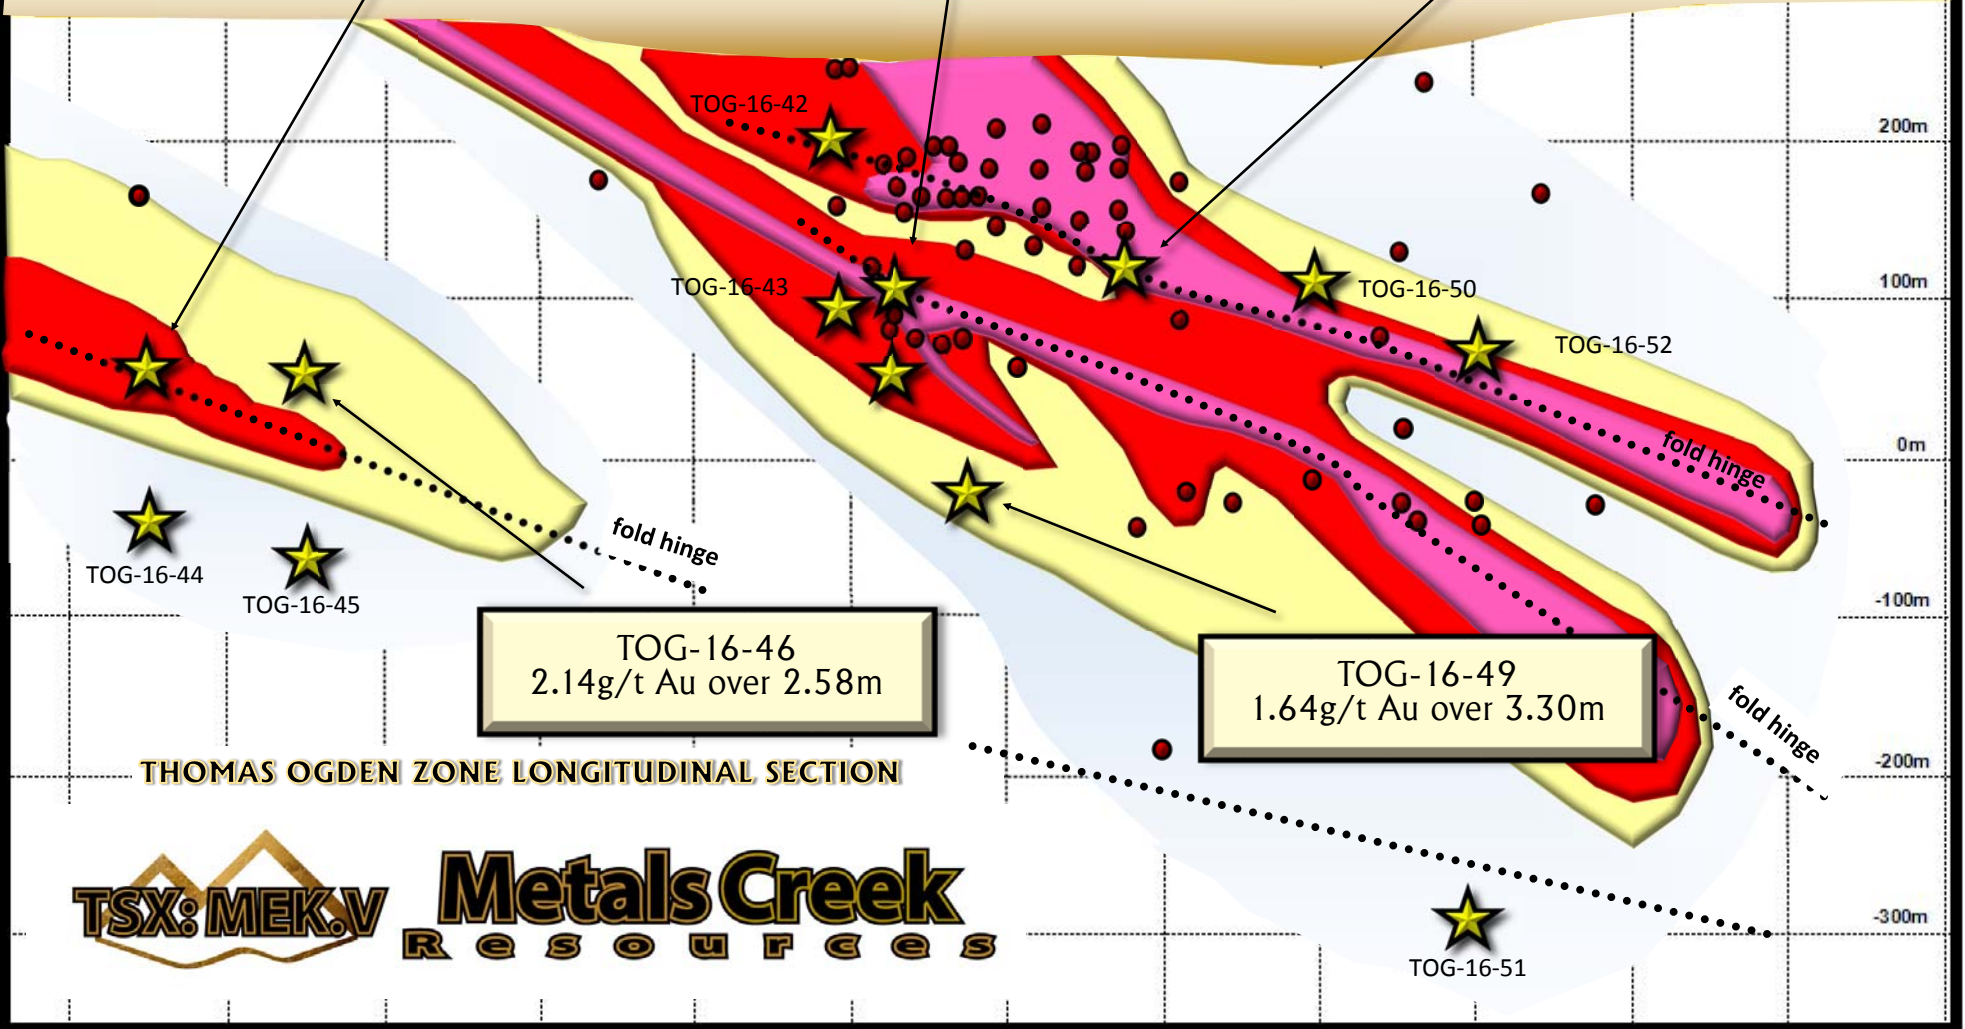 TOG-16-42
200m
TOG-16-43
TOG-16-50
100m
TOG-16-52
fold hinge
0m
fold hinge
TOG-16-44
TOG-16-45
-100m
TOG-16-46
2.14g/t Au over 2.58m
TOG-16-49
1.64g/t Au over 3.30m
fold hinge
-200m
THOMAS OGDEN ZONE LONGITUDINAL SECTION
TSX: MEK.V
Metals Creek
Resources
-300m
TOG-16-51